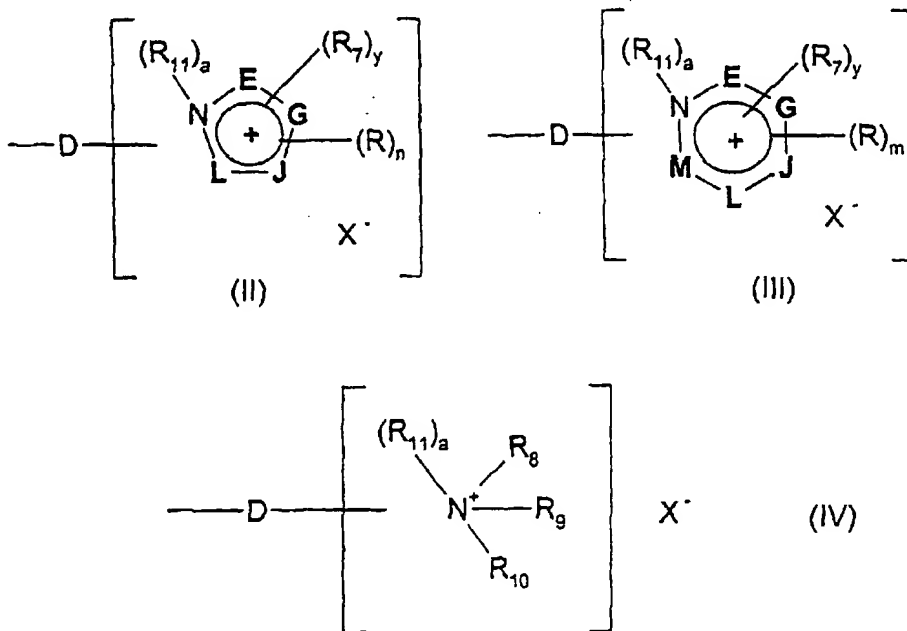 (R₁₁)ₐ E (R₇)y
N G
D + (R)n
L J
X⁻
(II)
(R₁₁)ₐ E (R₇)y
N G
D + (R)m
M J
L
X⁻
(III)
(R₁₁)ₐ R₈
D N⁺ R₉ X⁻ (IV)
R₁₀